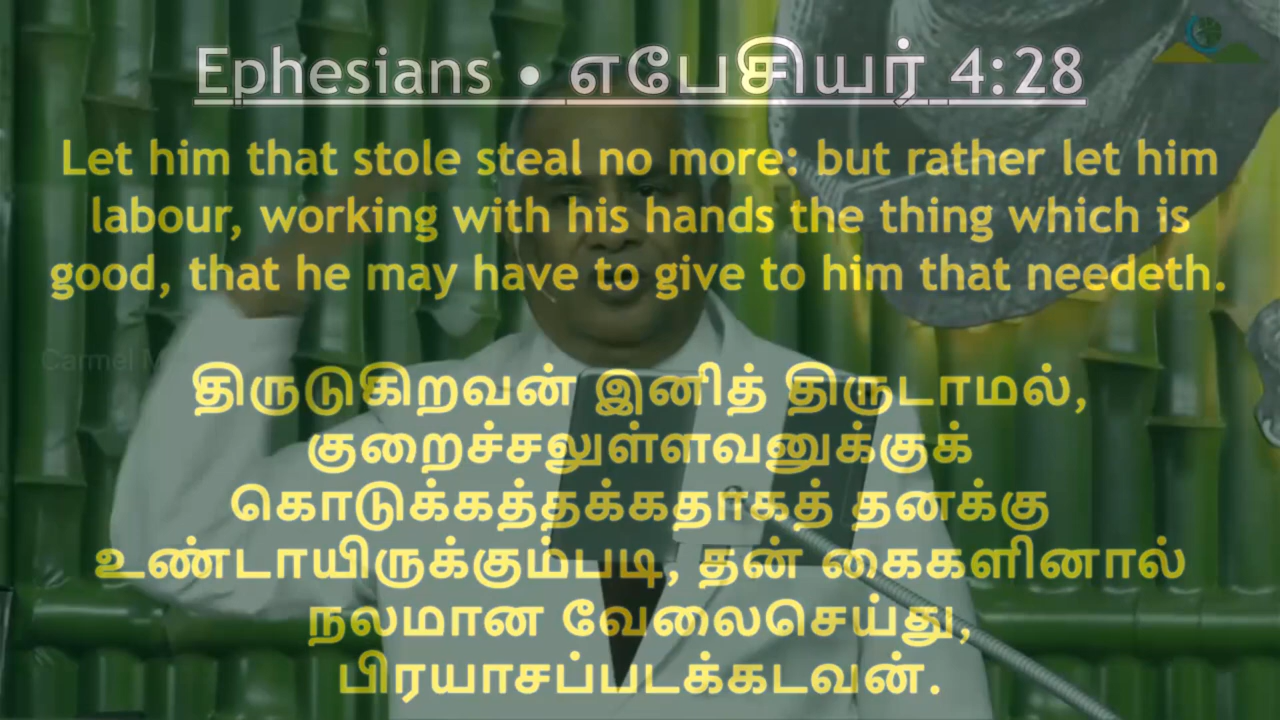 Ephesians • எபேசியர் 4:28
Let him that stole steal no more: but rather let him
labour, working with his hands the thing which is
good, that he may have to give to him that needeth.
Carmel
திருடுகிறவன் இனித் திருடாமல்,
குறைச்சலுள்ளவனுக்குக்
கொடுக்கத்தக்கதாகத் தனக்கு
உண்டாயிருக்கும்படி, தன் கைகளினால்
நலமான வேலைசெய்து,
பிரயாசப்படக்கடவன்.